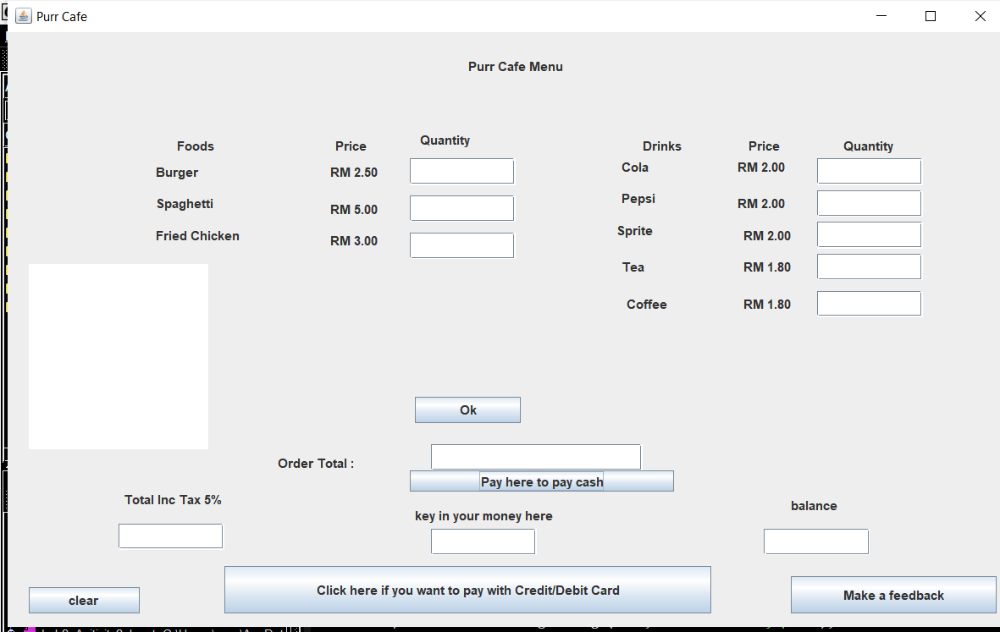 Purr Cafe
Purr Cafe Menu
Foods Price Quantity Drinks Price Quantity
Burger RM 2.50 Cola RM 2.00
Spaghetti RM 5.00 Pepsi RM 2.00
Fried Chicken RM 3.00 Sprite RM 2.00
Tea RM 1.80
Coffee RM 1.80
Ok
Order Total :
Pay here to pay cash
Total Inc Tax 5%
key in your money here
balance
Click here if you want to pay with Credit/Debit Card
clear
Make a feedback